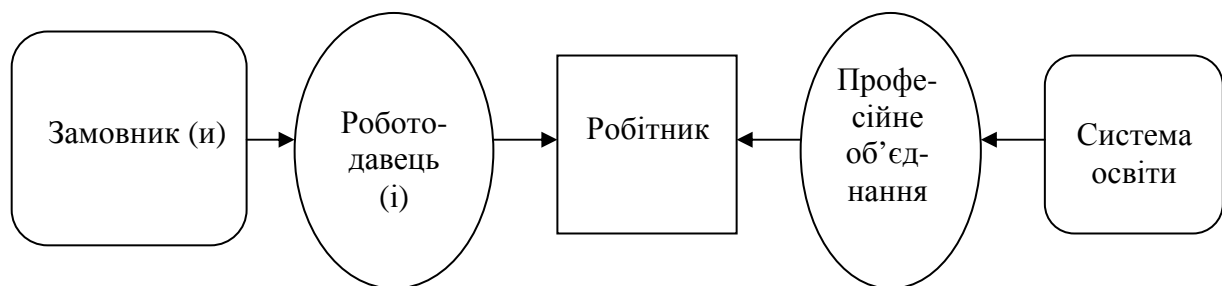 Замовник (и)
Робото-
давець
(і)
Робітник
Профе-
сійне
об’єд-
нання
Система
освіти